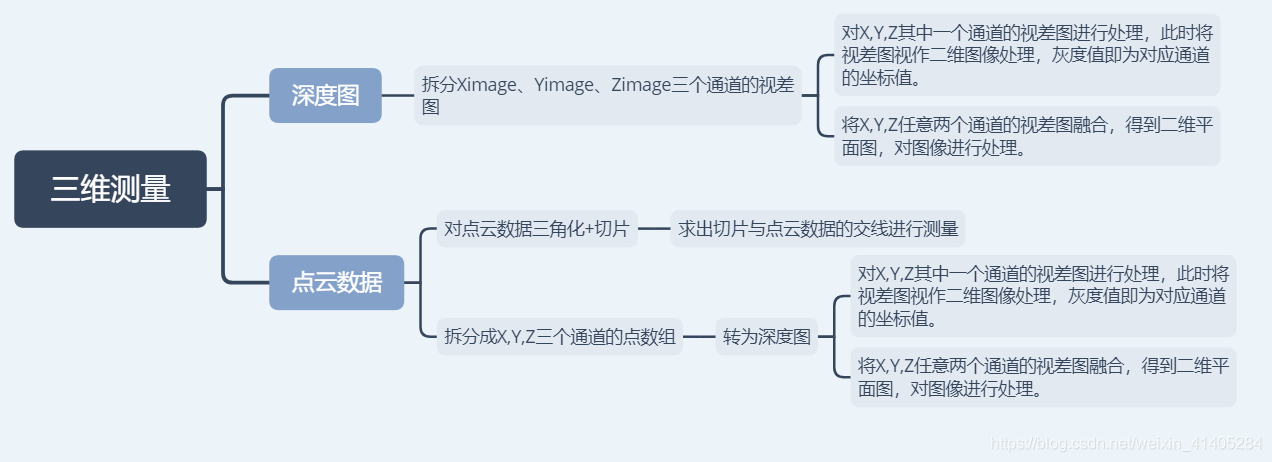 三维测量
深度图
拆分Ximage、Yimage、Zimage三个通道的视差
图
对X,Y,Z其中一个通道的视差图进行处理，此时将
视差图视作二维图像处理，灰度值即为对应通道
的坐标值。
将X,Y,Z任意两个通道的视差图融合，得到二维平
面图，对图像进行处理。
点云数据
对点云数据三角化+切片
求出切片与点云数据的交线进行测量
拆分成X,Y,Z三个通道的点数组
转为深度图
对X,Y,Z其中一个通道的视差图进行处理，此时将
视差图视作二维图像处理，灰度值即为对应通道
的坐标值。
将X,Y,Z任意两个通道的视差图融合，得到二维平
面图，对图像进行处理。
https://blog.csdn.net/weixin_41405284